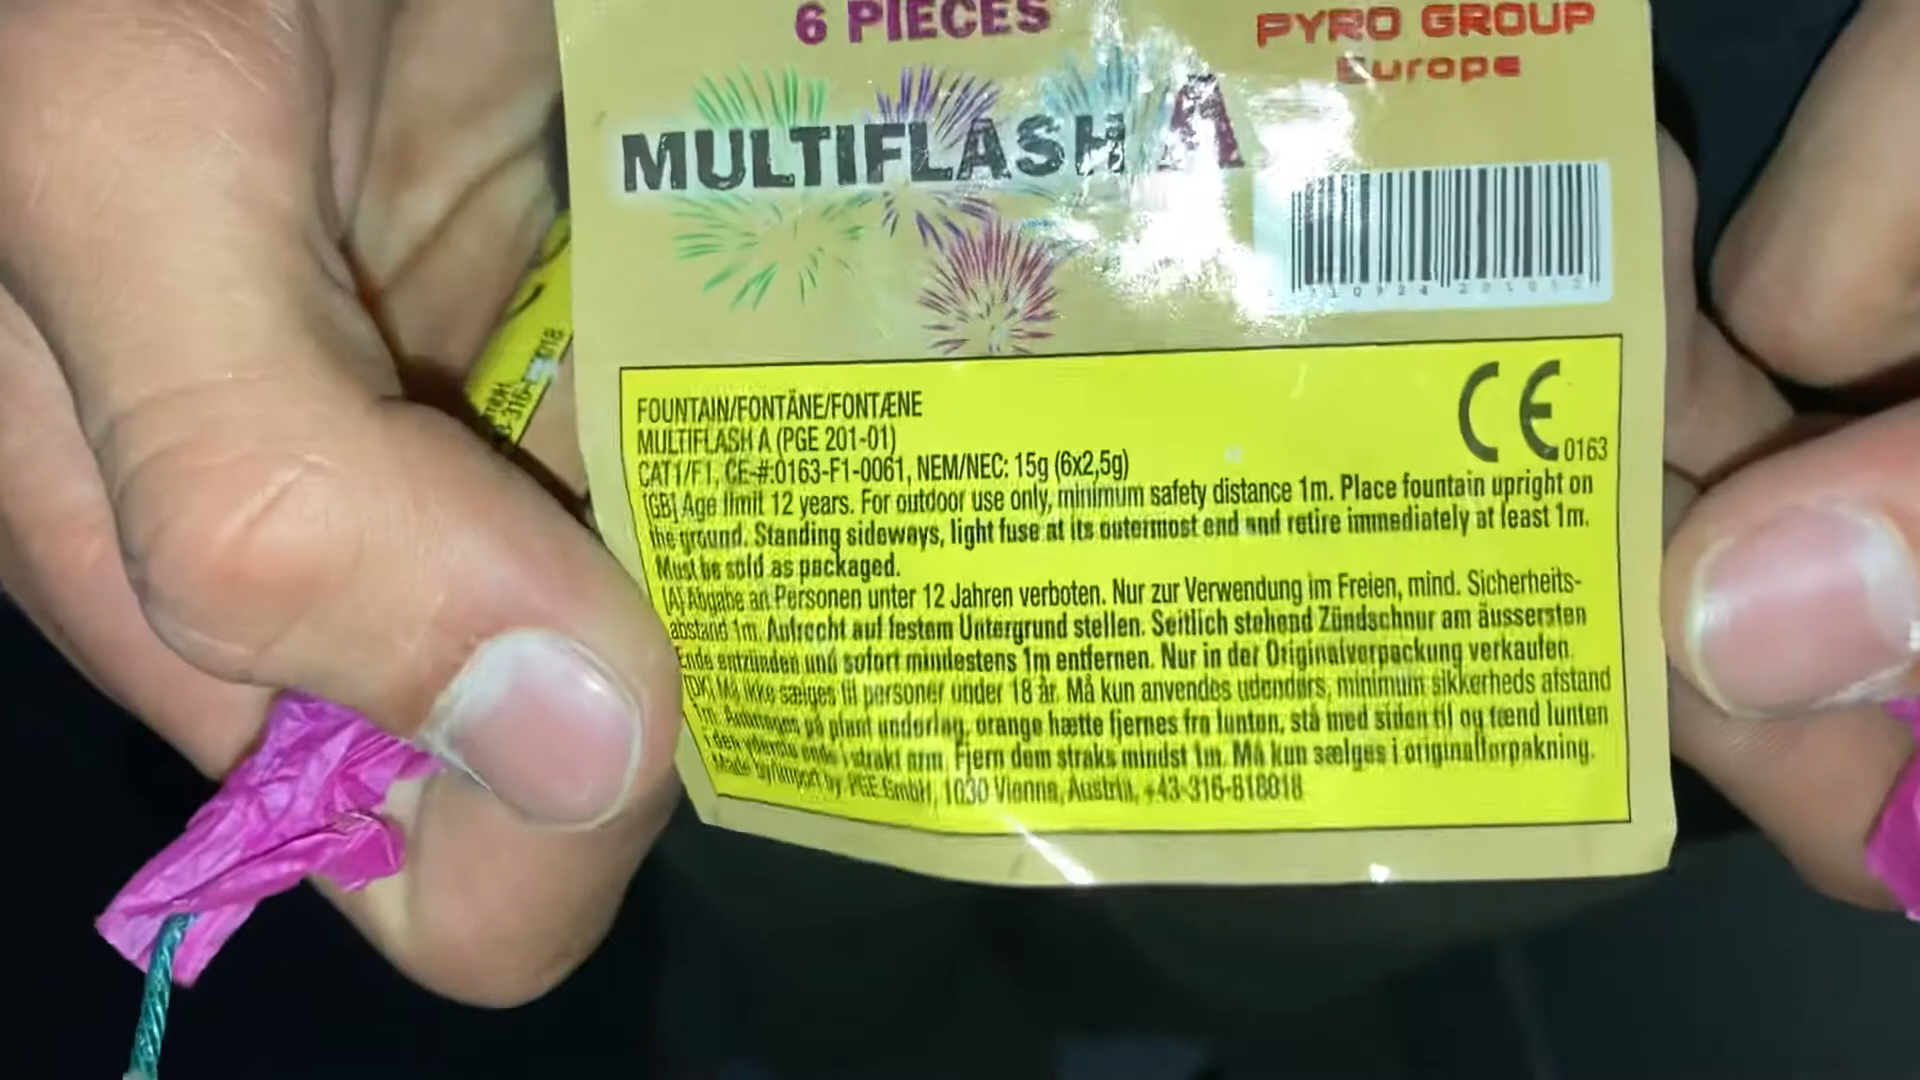 6 PIECES
PYRO GROUP
Europe
MULTIFLASH A
FOUNTAIN/FONTÄNE/FONTÆNE
MULTIFLASH A (PGE 201-01)
CAT1/F1, CE-#:0163-F1-0061, NEM/NEC: 15g (6x2,5g)
CE 0163
[GB] Age limit 12 years. For outdoor use only, minimum safety distance 1m. Place fountain upright on
the ground. Standing sideways, light fuse at its outermost end and retire immediately at least 1m.
Must be sold as packaged.
[A] Abgabe an Personen unter 12 Jahren verboten. Nur zur Verwendung im Freien, mind. Sicherheits-
abstand 1m. Aufrecht auf festem Untergrund stellen. Seitlich stehend Zündschnur am äussersten
Ende entzünden und sofort mindestens 1m entfernen. Nur in der Originalverpackung verkaufen.
[DK] Må ikke sælges til personer under 18 år. Må kun anvendes udendørs, minimum sikkerheds afstand
1m. på plant underlag, orange hætte fjernes fra lunten, stå med siden til og tænd lunten
i den yderste ende i strakt arm. Fjern dem straks mindst 1m. Må kun sælges i originalforpakning.
Made by/import by PGE GmbH, 1030 Vienna, Austria, +43-316-818018